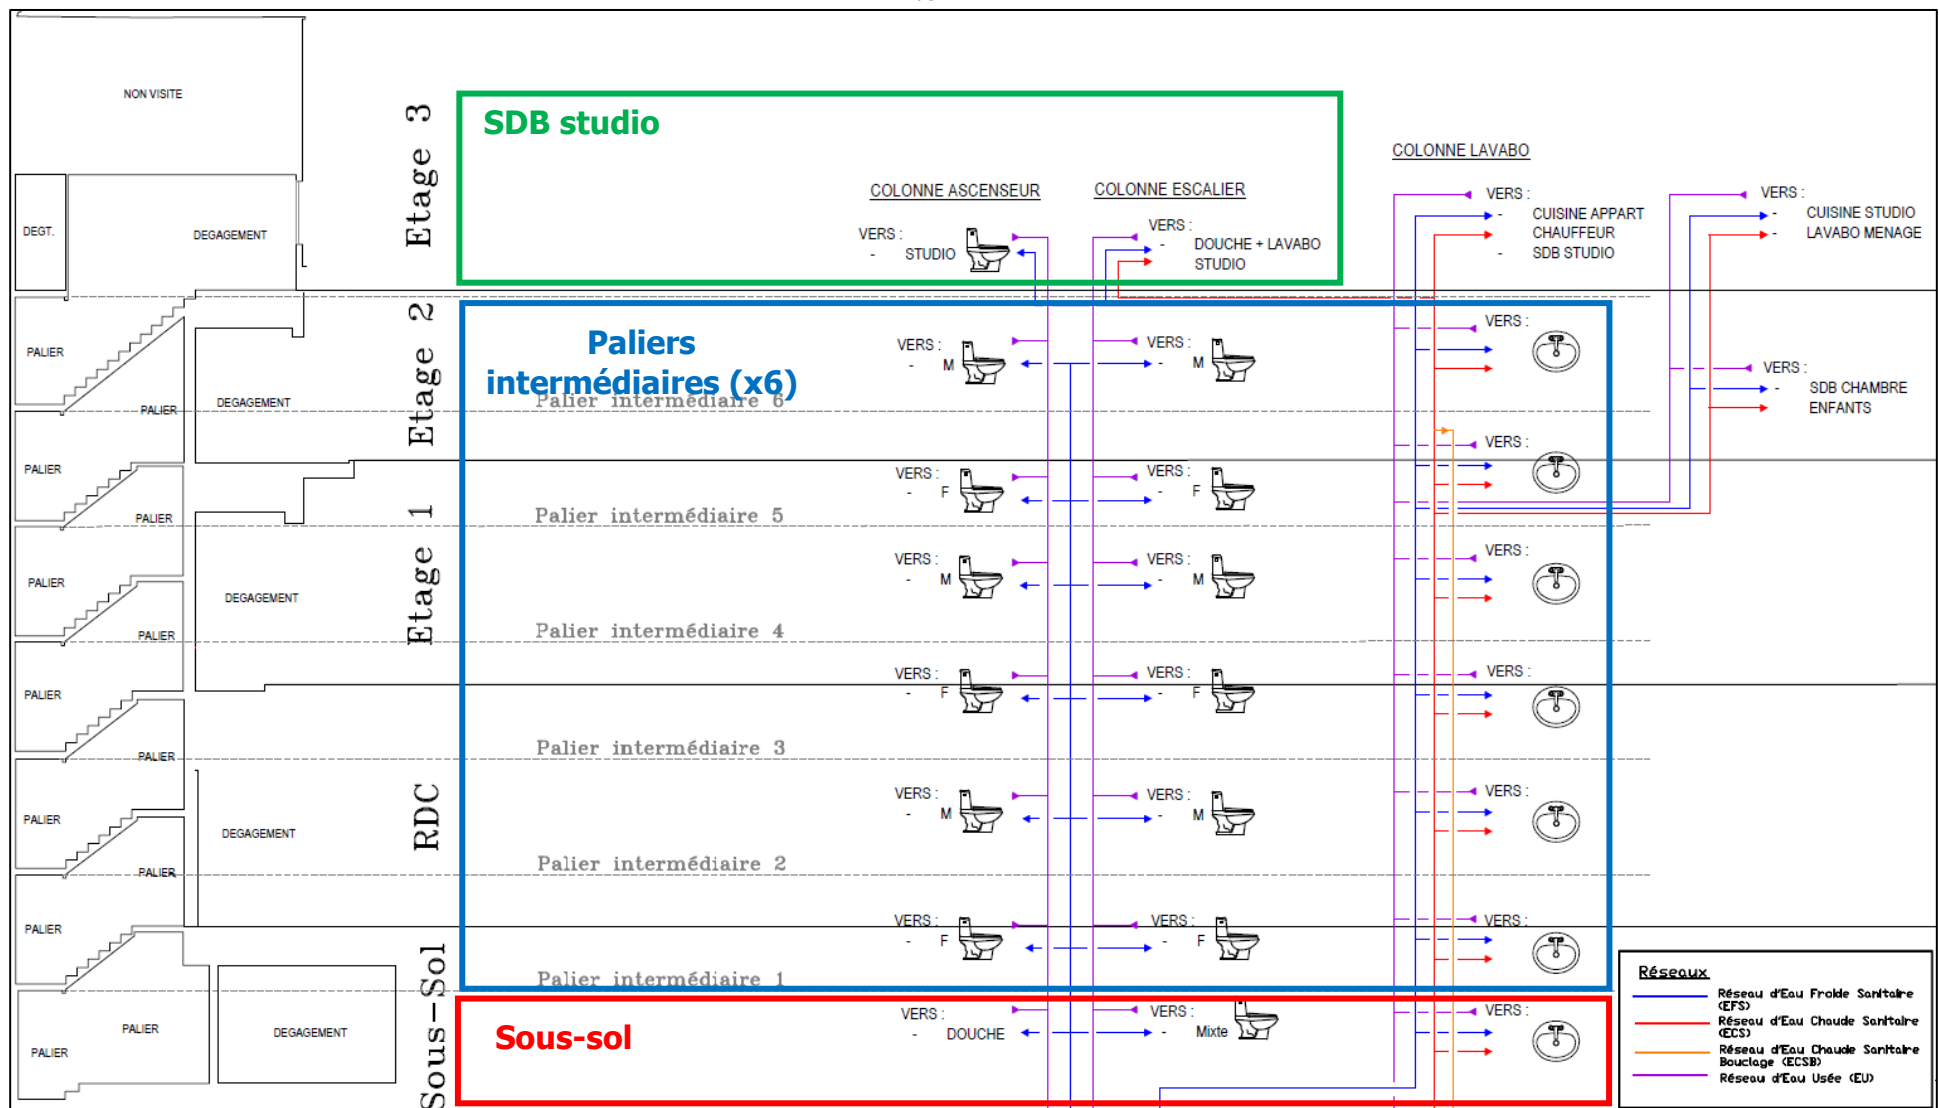 NON VISITE
DEGT.
DEGAGEMENT
Etage 3
SDB studio
COLONNE ASCENSEUR
COLONNE ESCALIER
COLONNE LAVABO
VERS :
- STUDIO
VERS :
- DOUCHE + LAVABO
STUDIO
VERS :
- CUISINE APPART
CHAUFFEUR
- SDB STUDIO
VERS :
- CUISINE STUDIO
- LAVABO MENAGE
PALIER
PALIER
DEGAGEMENT
Etage 2
Paliers
intermédiaires (x6)
Palier intermédiaire 6
VERS :
- M
VERS :
- M
VERS :
VERS :
- SDB CHAMBRE
ENFANTS
PALIER
PALIER
VERS :
- F
VERS :
- F
VERS :
Palier intermédiaire 5
PALIER
PALIER
DEGAGEMENT
Etage 1
VERS :
- M
VERS :
- M
VERS :
Palier intermédiaire 4
PALIER
PALIER
VERS :
- F
VERS :
- F
VERS :
Palier intermédiaire 3
PALIER
PALIER
DEGAGEMENT
RDC
VERS :
- M
VERS :
- M
VERS :
Palier intermédiaire 2
PALIER
VERS :
- F
VERS :
- F
VERS :
Palier intermédiaire 1
PALIER
PALIER
DEGAGEMENT
Sous-Sol
Sous-sol
VERS :
- DOUCHE
VERS :
- Mixte
VERS :
Réseaux
Réseau d'Eau Froide Sanitaire
(EFS)
Réseau d'Eau Chaude Sanitaire
(ECS)
Réseau d'Eau Chaude Sanitaire
Bouclage (ECSB)
Réseau d'Eau Usée (EU)